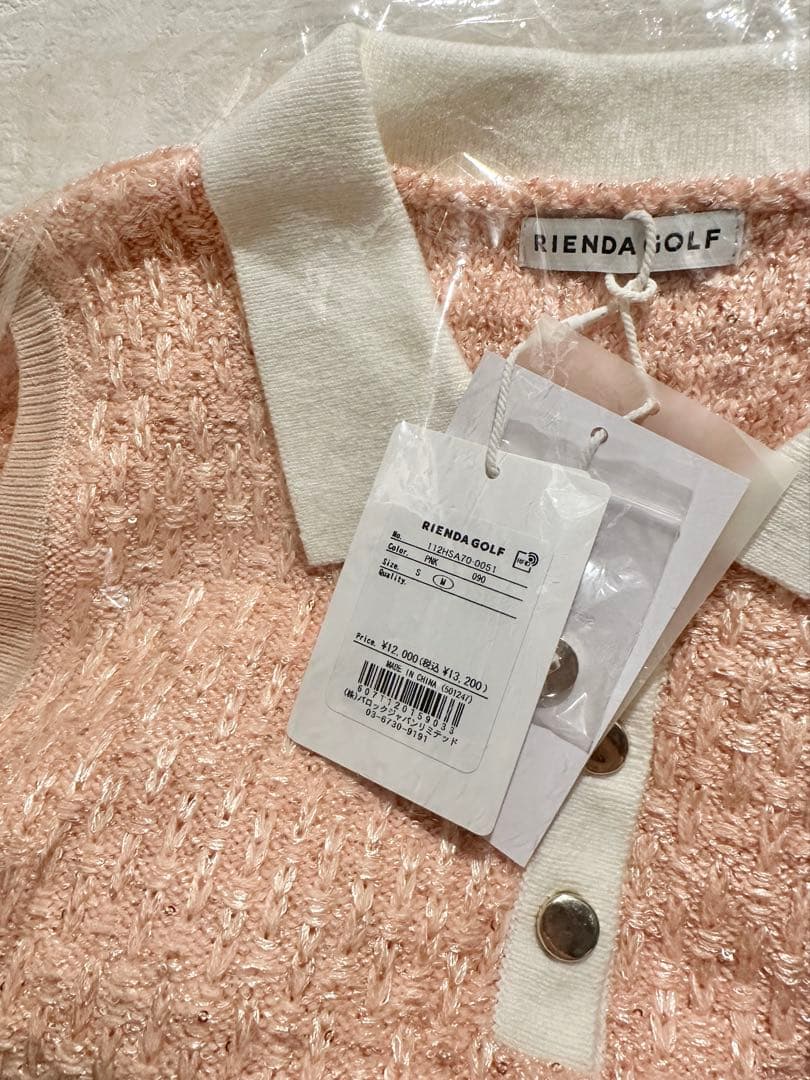 RIENDA GOLF
RIENDA GOLF
No. 112HSA70-0051
Color. PNK 090
Size. S M
Quality.
Price. ¥12,000(税込 ¥13,200)
MADE IN CHINA (501247)
6071120159033
(株)バロックジャパンリミテッド
03-6730-9191